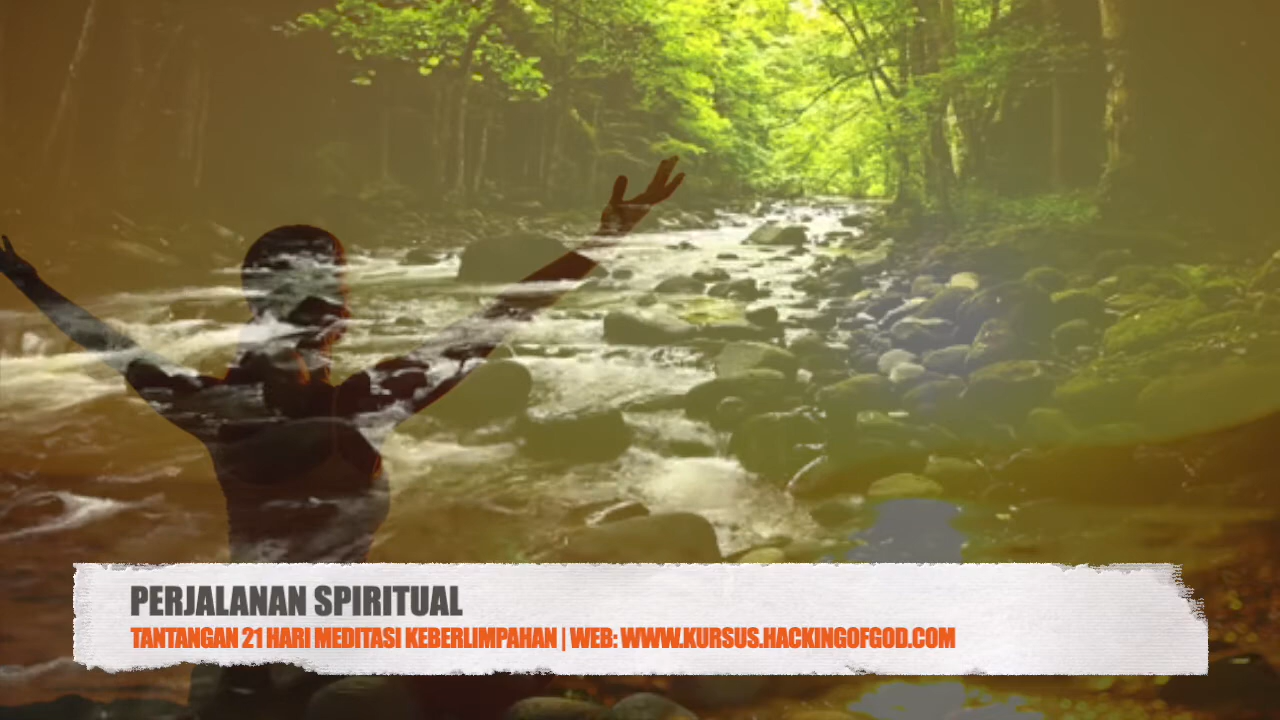 PERJALANAN SPIRITUAL
TANTANGAN 21 HARI MEDITASI KEBERLIMPAHAN | WEB: WWW.KURSUS.HACKINGOFGOD.COM